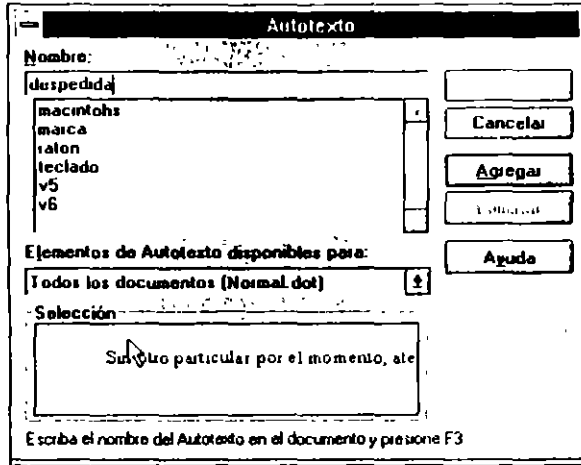 Autotexto
Nombre:
despedida
macintohs
marca
raton
teclado
v5
v6
Cancelar
Agregar
Elementos de Autotexto disponibles para:
Todos los documentos (Normal.dot)
Ayuda
Selección
Sin otro particular por el momento, ate
Escriba el nombre del Autotexto en el documento y presione F3